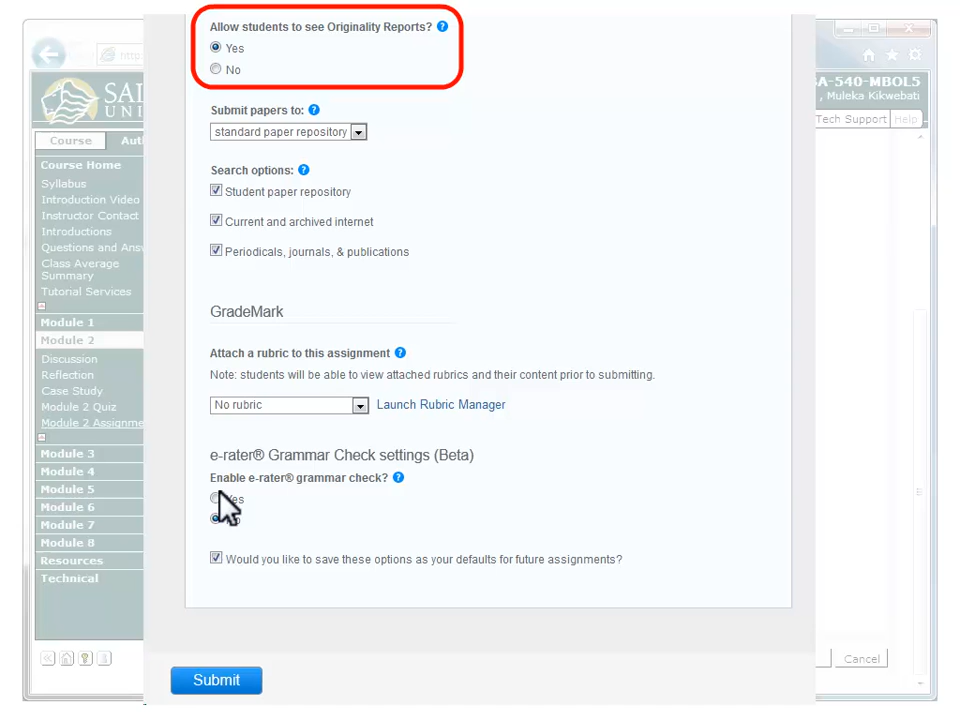 Allow students to see Originality Reports? ?
Yes
No
Submit papers to: ?
standard paper repository
Search options: ?
Student paper repository
Current and archived internet
Periodicals, journals, & publications
GradeMark
Attach a rubric to this assignment ?
Note: students will be able to view attached rubrics and their content prior to submitting.
No rubric
Launch Rubric Manager
e-rater® Grammar Check settings (Beta)
Enable e-rater® grammar check? ?
Yes
Would you like to save these options as your defaults for future assignments?
Submit
http
SAL
UNI
Course
Course Home
Syllabus
Introduction Video
Instructor Contact
Introductions
Questions and
Class Average
Summary
Tutorial Services
Module 1
Module 2
Discussion
Reflection
Case Study
Module 2 Quiz
Module 2
Module 3
Module 4
Module 5
Module 6
Module 7
Module 8
Resources
Technical
A-540-MBOL5
, Muleka Kikwebati
Tech Support
Help
Cancel